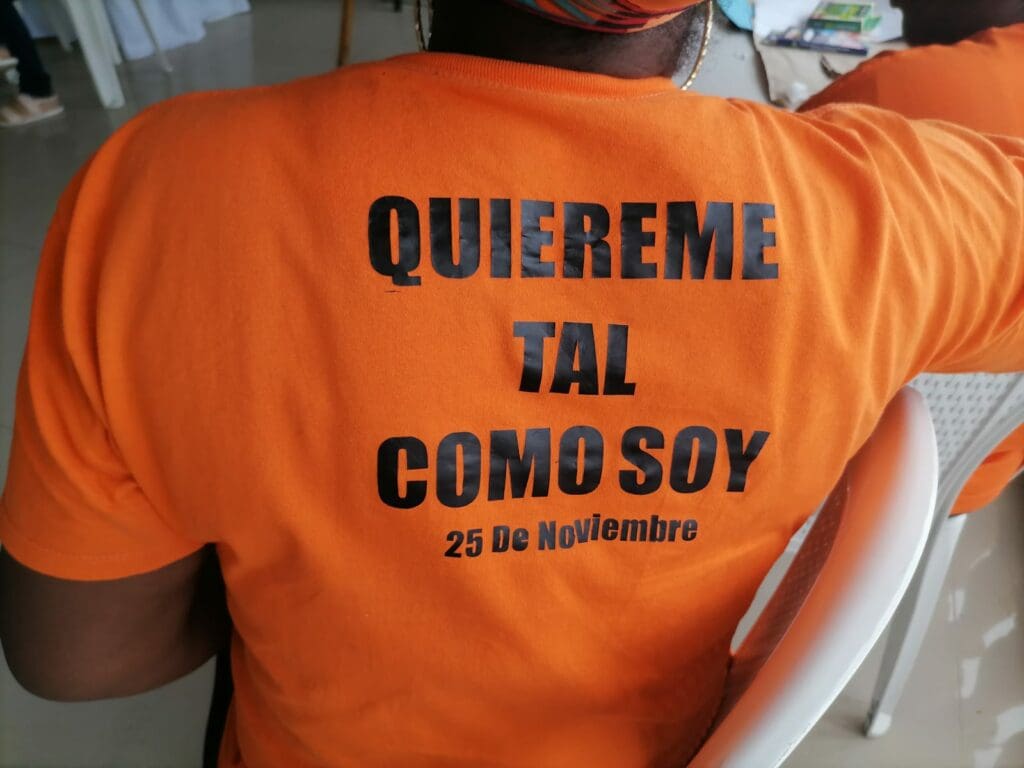 QUIEREME
TAL
COMO SOY
25 De Noviembre